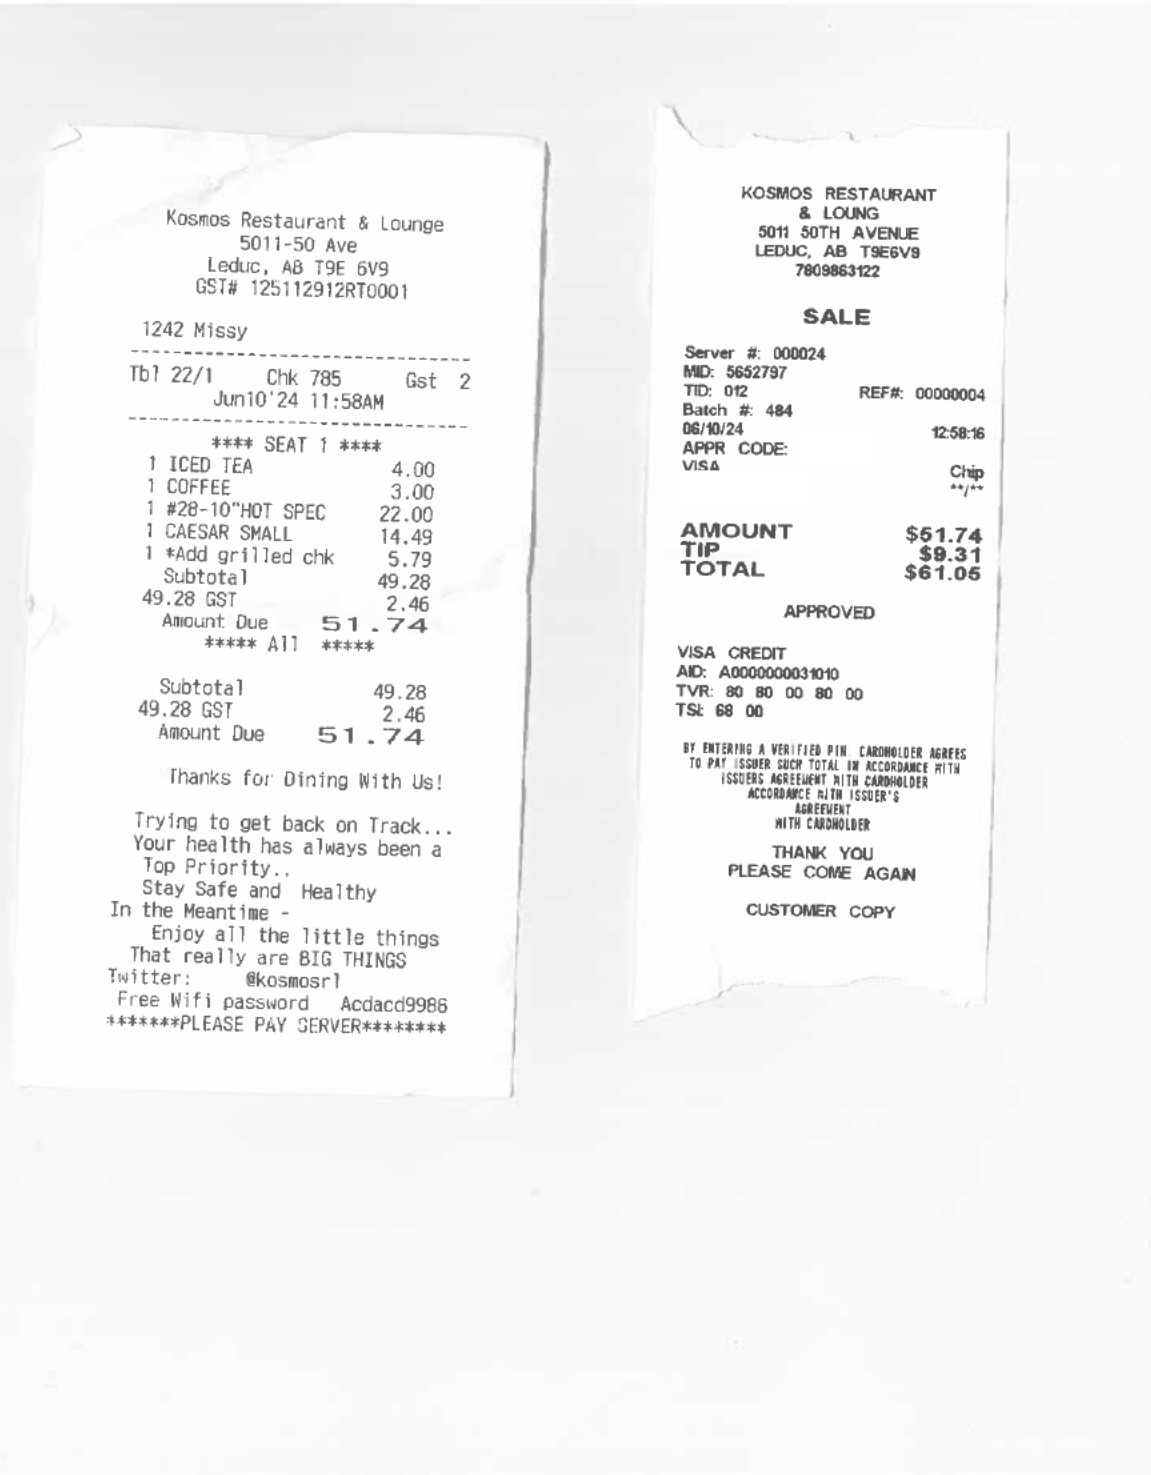 Kosmos Restaurant & Lounge
5011-50 Ave
Leduc, AB T9E 6V9
GST# 125112912RT0001
1242 Missy
--------------------------------
Tbl 22/1 Chk 785 Gst 2
Jun10'24 11:58AM
--------------------------------
**** SEAT 1 ****
1 ICED TEA 4.00
1 COFFEE 3.00
1 #28-10"HOT SPEC 22.00
1 CAESAR SMALL 14.49
1 *Add grilled chk 5.79
Subtotal 49.28
49.28 GST 2.46
Amount Due 51.74
***** All *****
Subtotal 49.28
49.28 GST 2.46
Amount Due 51.74
Thanks for Dining With Us!
Trying to get back on Track...
Your health has always been a
Top Priority..
Stay Safe and Healthy
In the Meantime -
Enjoy all the little things
That really are BIG THINGS
Twitter: @kosmosrl
Free Wifi password Acdacd9986
*******PLEASE PAY SERVER********
KOSMOS RESTAURANT
& LOUNG
5011 50TH AVENUE
LEDUC, AB T9E6V9
7809863122
SALE
Server #: 000024
MID: 5652797
TID: 012 REF#: 00000004
Batch #: 484
06/10/24 12:58:16
APPR CODE:
VISA Chip
**/**
AMOUNT $51.74
TIP $9.31
TOTAL $61.05
APPROVED
VISA CREDIT
AID: A0000000031010
TVR: 80 80 00 80 00
TSI: 68 00
BY ENTERING A VERIFIED PIN. CARDHOLDER AGREES
TO PAY ISSUER SUCH TOTAL IN ACCORDANCE WITH
ISSUERS AGREEMENT WITH CARDHOLDER
ACCORDANCE WITH ISSUER'S
AGREEMENT
WITH CARDHOLDER
THANK YOU
PLEASE COME AGAIN
CUSTOMER COPY